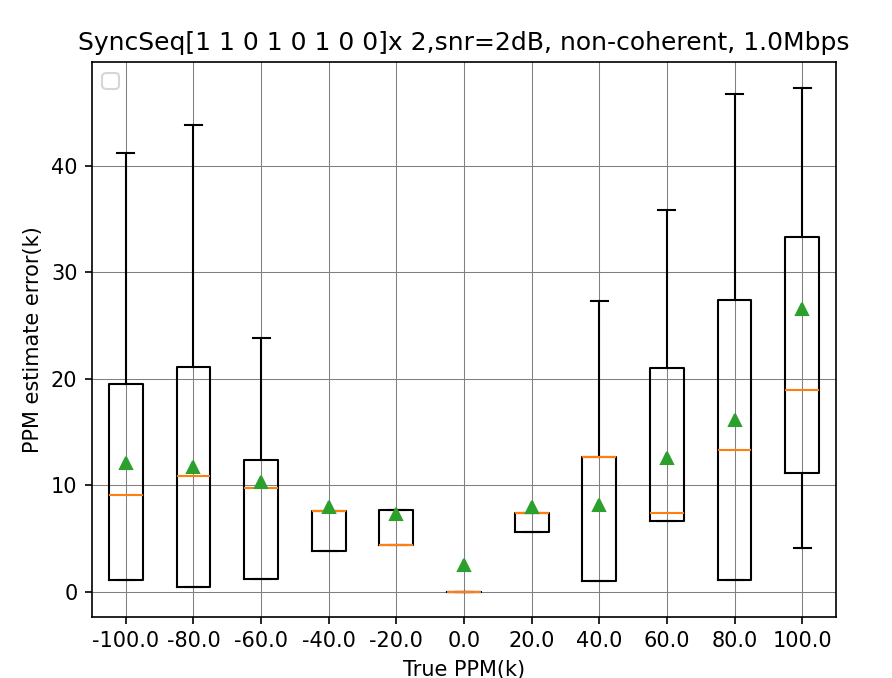 SyncSeq[1 1 0 1 0 1 0 0]x 2,snr=2dB, non-coherent, 1.0Mbps
PPM estimate error(k)
40
30
20
10
0
-100.0 -80.0 -60.0 -40.0 -20.0 0.0 20.0 40.0 60.0 80.0 100.0
True PPM(k)